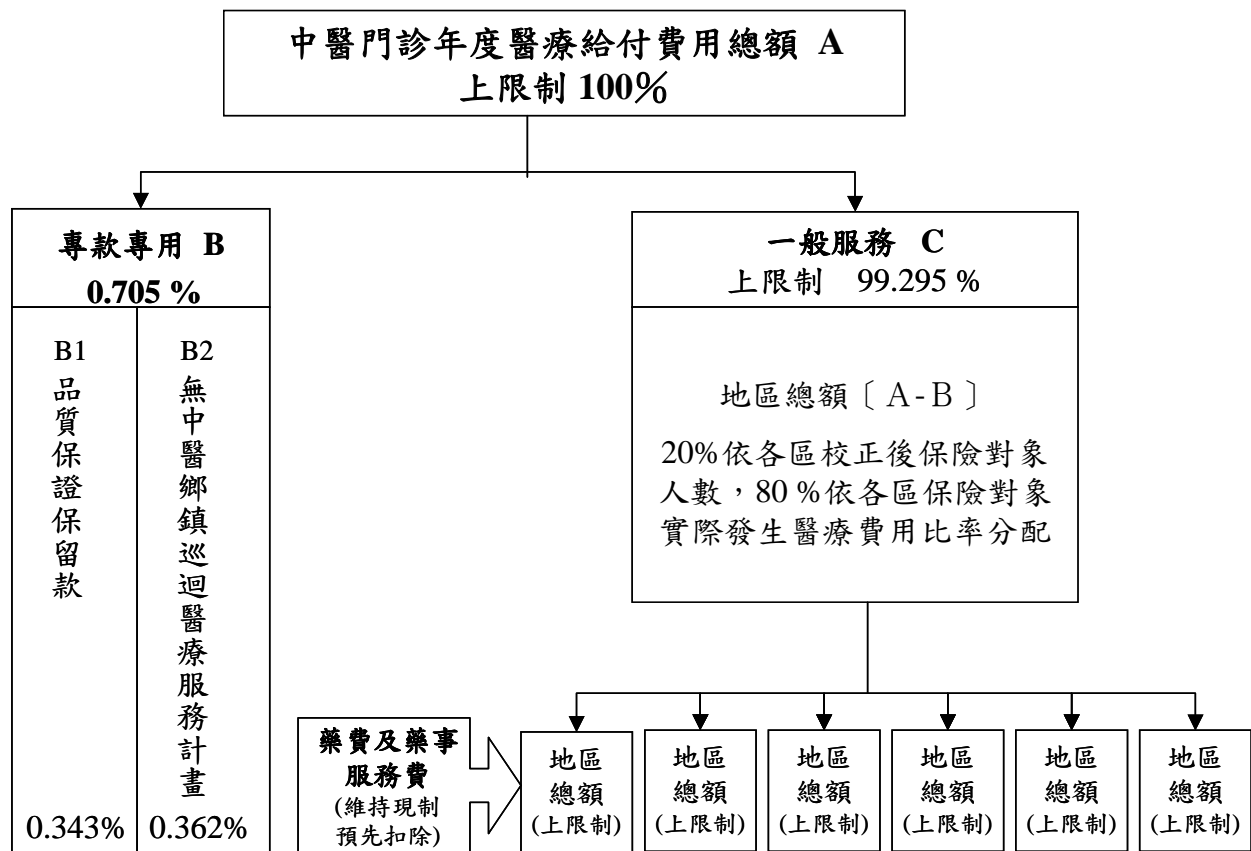 中醫門診年度醫療給付費用總額 A
上限制 100%
專款專用 B
0.705 %
B1
品質保證保留款
0.343%
B2
無中醫鄉鎮巡迴醫療服務計畫
0.362%
一般服務 C
上限制 99.295 %
地區總額〔A-B〕
20%依各區校正後保險對象
人數，80 %依各區保險對象
實際發生醫療費用比率分配
藥費及藥事
服務費
(維持現制
預先扣除)
地區
總額
(上限制)
地區
總額
(上限制)
地區
總額
(上限制)
地區
總額
(上限制)
地區
總額
(上限制)
地區
總額
(上限制)